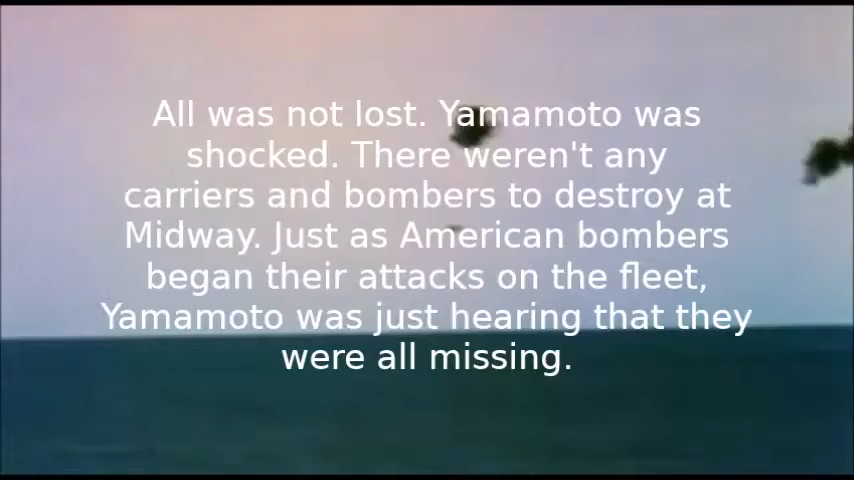 All was not lost. Yamamoto was
shocked. There weren't any
carriers and bombers to destroy at
Midway. Just as American bombers
began their attacks on the fleet,
Yamamoto was just hearing that they
were all missing.